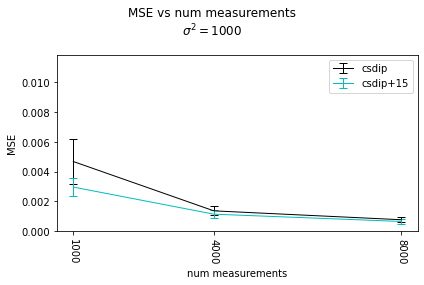 MSE vs num measurements
σ² = 1000
csdip
csdip+15
0.010
0.008
0.006
0.004
0.002
0.000
MSE
1000
4000
8000
num measurements